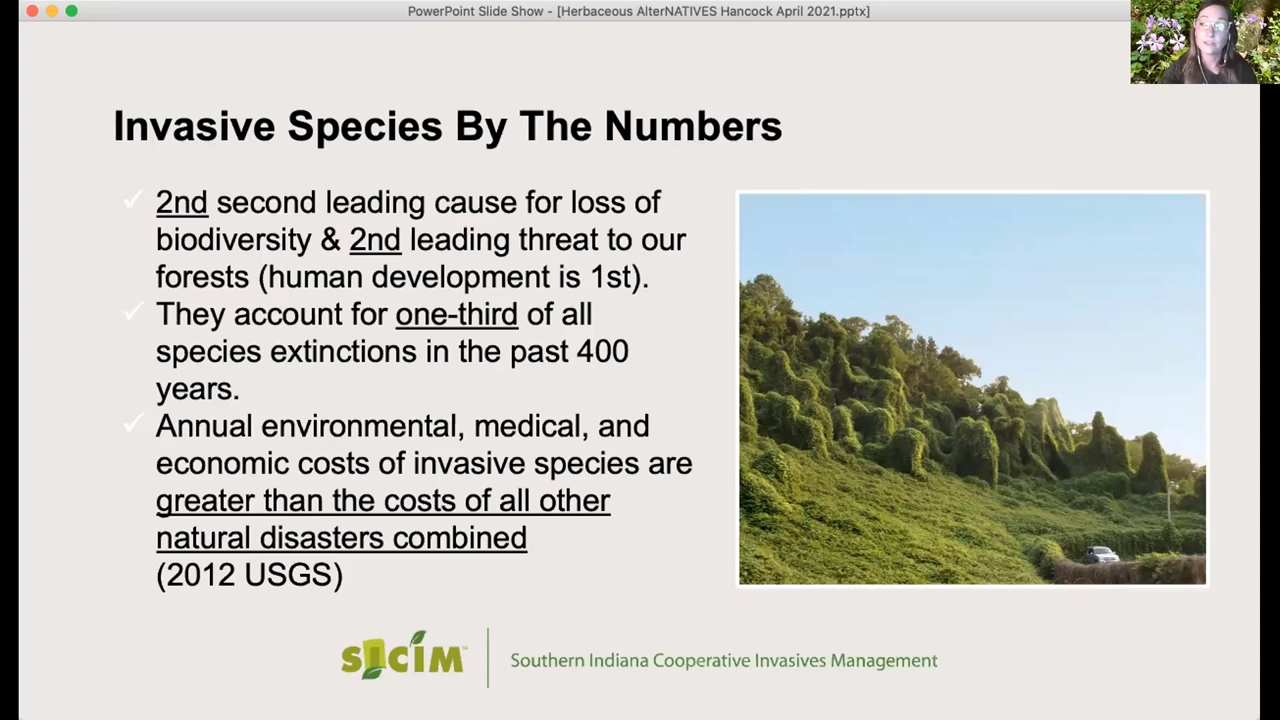 PowerPoint Slide Show - [Herbaceous AlterNATIVES Hancock April 2021.pptx]
Invasive Species By The Numbers
2nd second leading cause for loss of
biodiversity & 2nd leading threat to our
forests (human development is 1st).
They account for one-third of all
species extinctions in the past 400
years.
Annual environmental, medical, and
economic costs of invasive species are
greater than the costs of all other
natural disasters combined
(2012 USGS)
SICIM™
Southern Indiana Cooperative Invasives Management